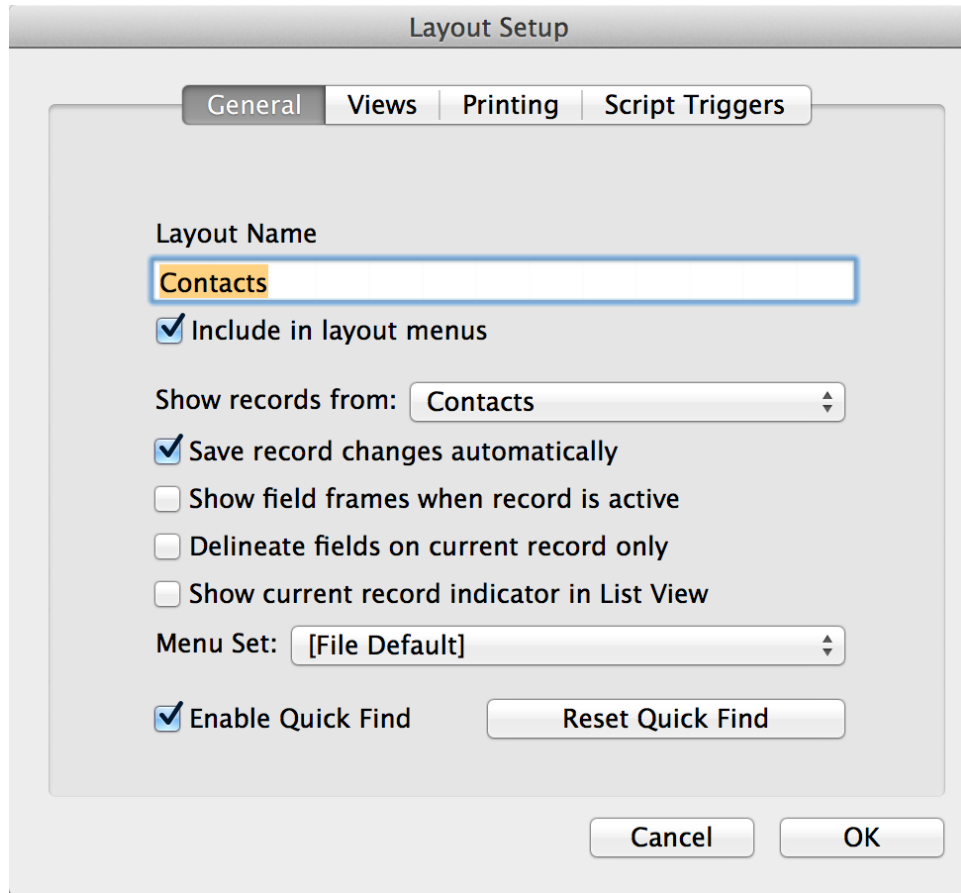 Layout Setup
General Views Printing Script Triggers
Layout Name
Contacts
Include in layout menus
Show records from: Contacts
Save record changes automatically
Show field frames when record is active
Delineate fields on current record only
Show current record indicator in List View
Menu Set: [File Default]
Enable Quick Find Reset Quick Find
Cancel OK